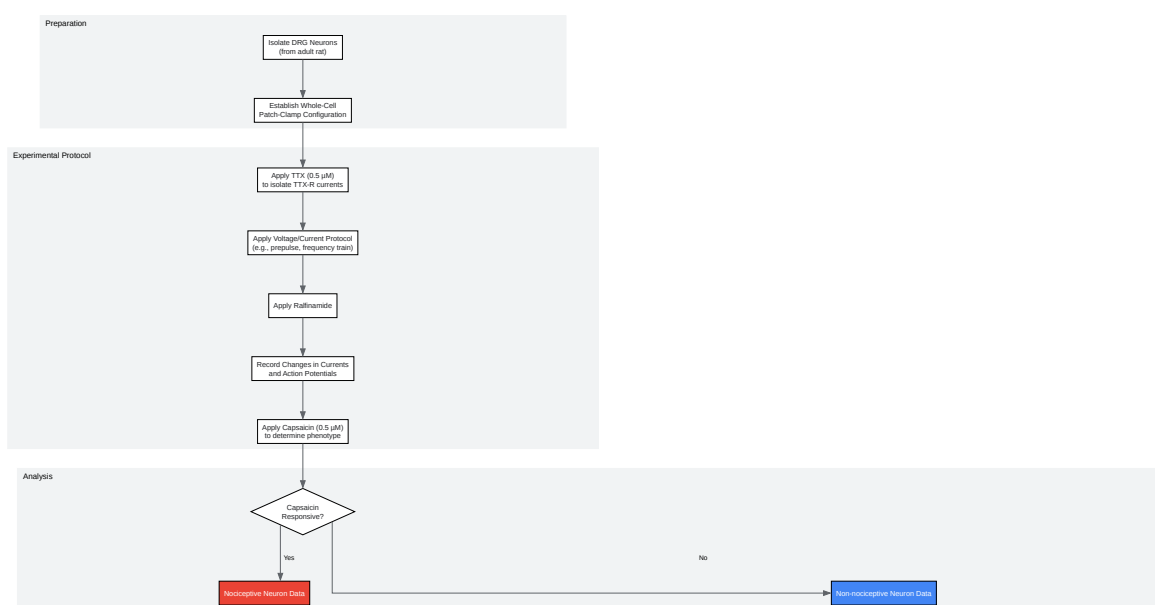 Preparation
Isolate DRG Neurons
(from adult rat)
Establish Whole-Cell
Patch-Clamp Configuration
Experimental Protocol
Apply TTX (0.5 µM)
to isolate TTX-R currents
Apply Voltage/Current Protocol
(e.g., prepulse, frequency train)
Apply Ralfinamide
Record Changes in Currents
and Action Potentials
Apply Capsaicin (0.5 µM)
to determine phenotype
Analysis
Capsaicin
Responsive?
Yes
No
Nociceptive Neuron Data
Non-nociceptive Neuron Data